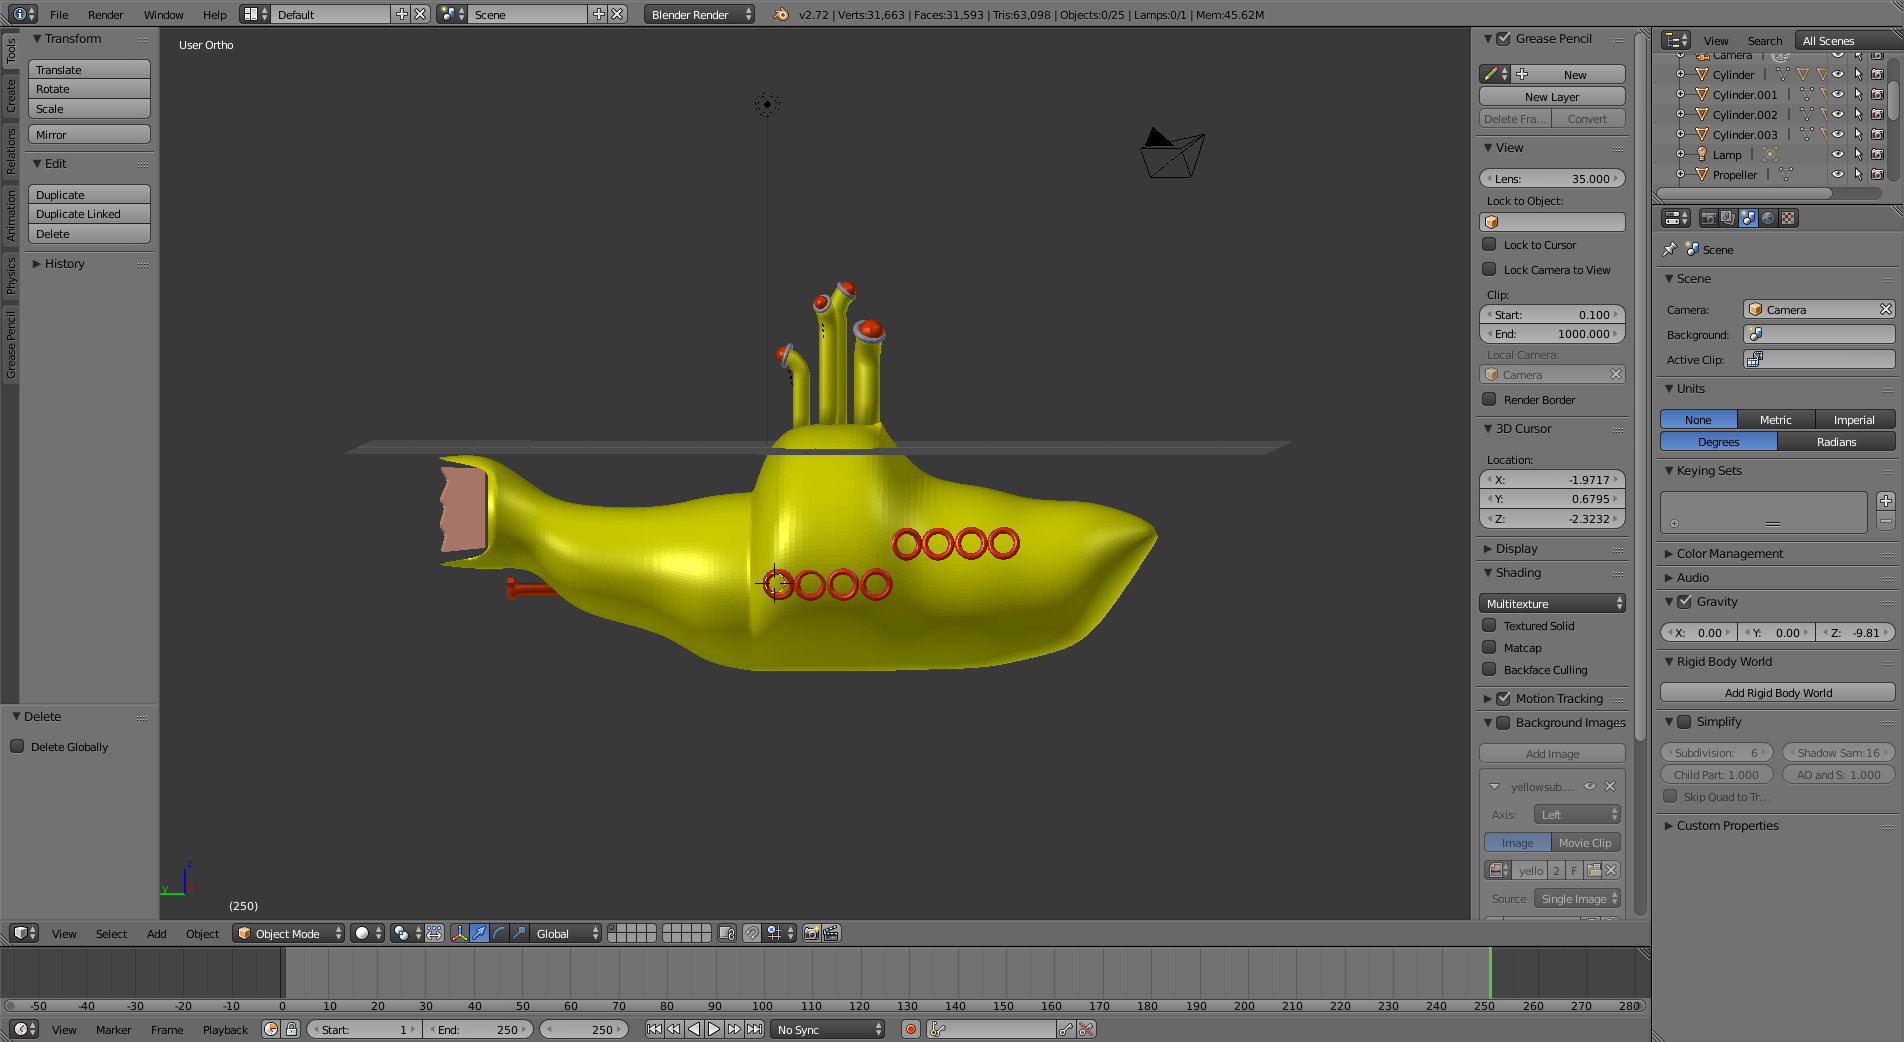 File Render Window Help Default Scene Blender Render v2.72 | Verts:31,663 | Faces:31,593 | Tris:63,098 | Objects:0/25 | Lamps:0/1 | Mem:45.62M
Tools
Create
Relations
Animation
Physics
Grease Pencil
Transform
Translate
Rotate
Scale
Mirror
Edit
Duplicate
Duplicate Linked
Delete
History
Delete
Delete Globally
User Ortho
z
y
(250)
Grease Pencil
New
New Layer
Delete Fra... Convert
View
Lens: 35.000
Lock to Object:
Lock to Cursor
Lock Camera to View
Clip:
Start: 0.100
End: 1000.000
Local Camera:
Camera
Render Border
3D Cursor
Location:
X: -1.9717
Y: 0.6795
Z: -2.3232
Display
Shading
Multitexture
Textured Solid
Matcap
Backface Culling
Motion Tracking
Background Images
Add Image
yellowsub....
Axis: Left
Image Movie Clip
yello 2 F
Source Single Image
View Search All Scenes
Camera
Cylinder
Cylinder.001
Cylinder.002
Cylinder.003
Lamp
Propeller
Scene
Scene
Camera: Camera
Background:
Active Clip:
Units
None Metric Imperial
Degrees Radians
Keying Sets
Color Management
Audio
Gravity
X: 0.00 Y: 0.00 Z: -9.81
Rigid Body World
Add Rigid Body World
Simplify
Subdivision: 6 Shadow Sam:16
Child Part: 1.000 AO and S: 1.000
Skip Quad to Tr...
Custom Properties
View Select Add Object Object Mode Global
-50 -40 -30 -20 -10 0 10 20 30 40 50 60 70 80 90 100 110 120 130 140 150 160 170 180 190 200 210 220 230 240 250 260 270 280
View Marker Frame Playback Start: 1 End: 250 250 No Sync